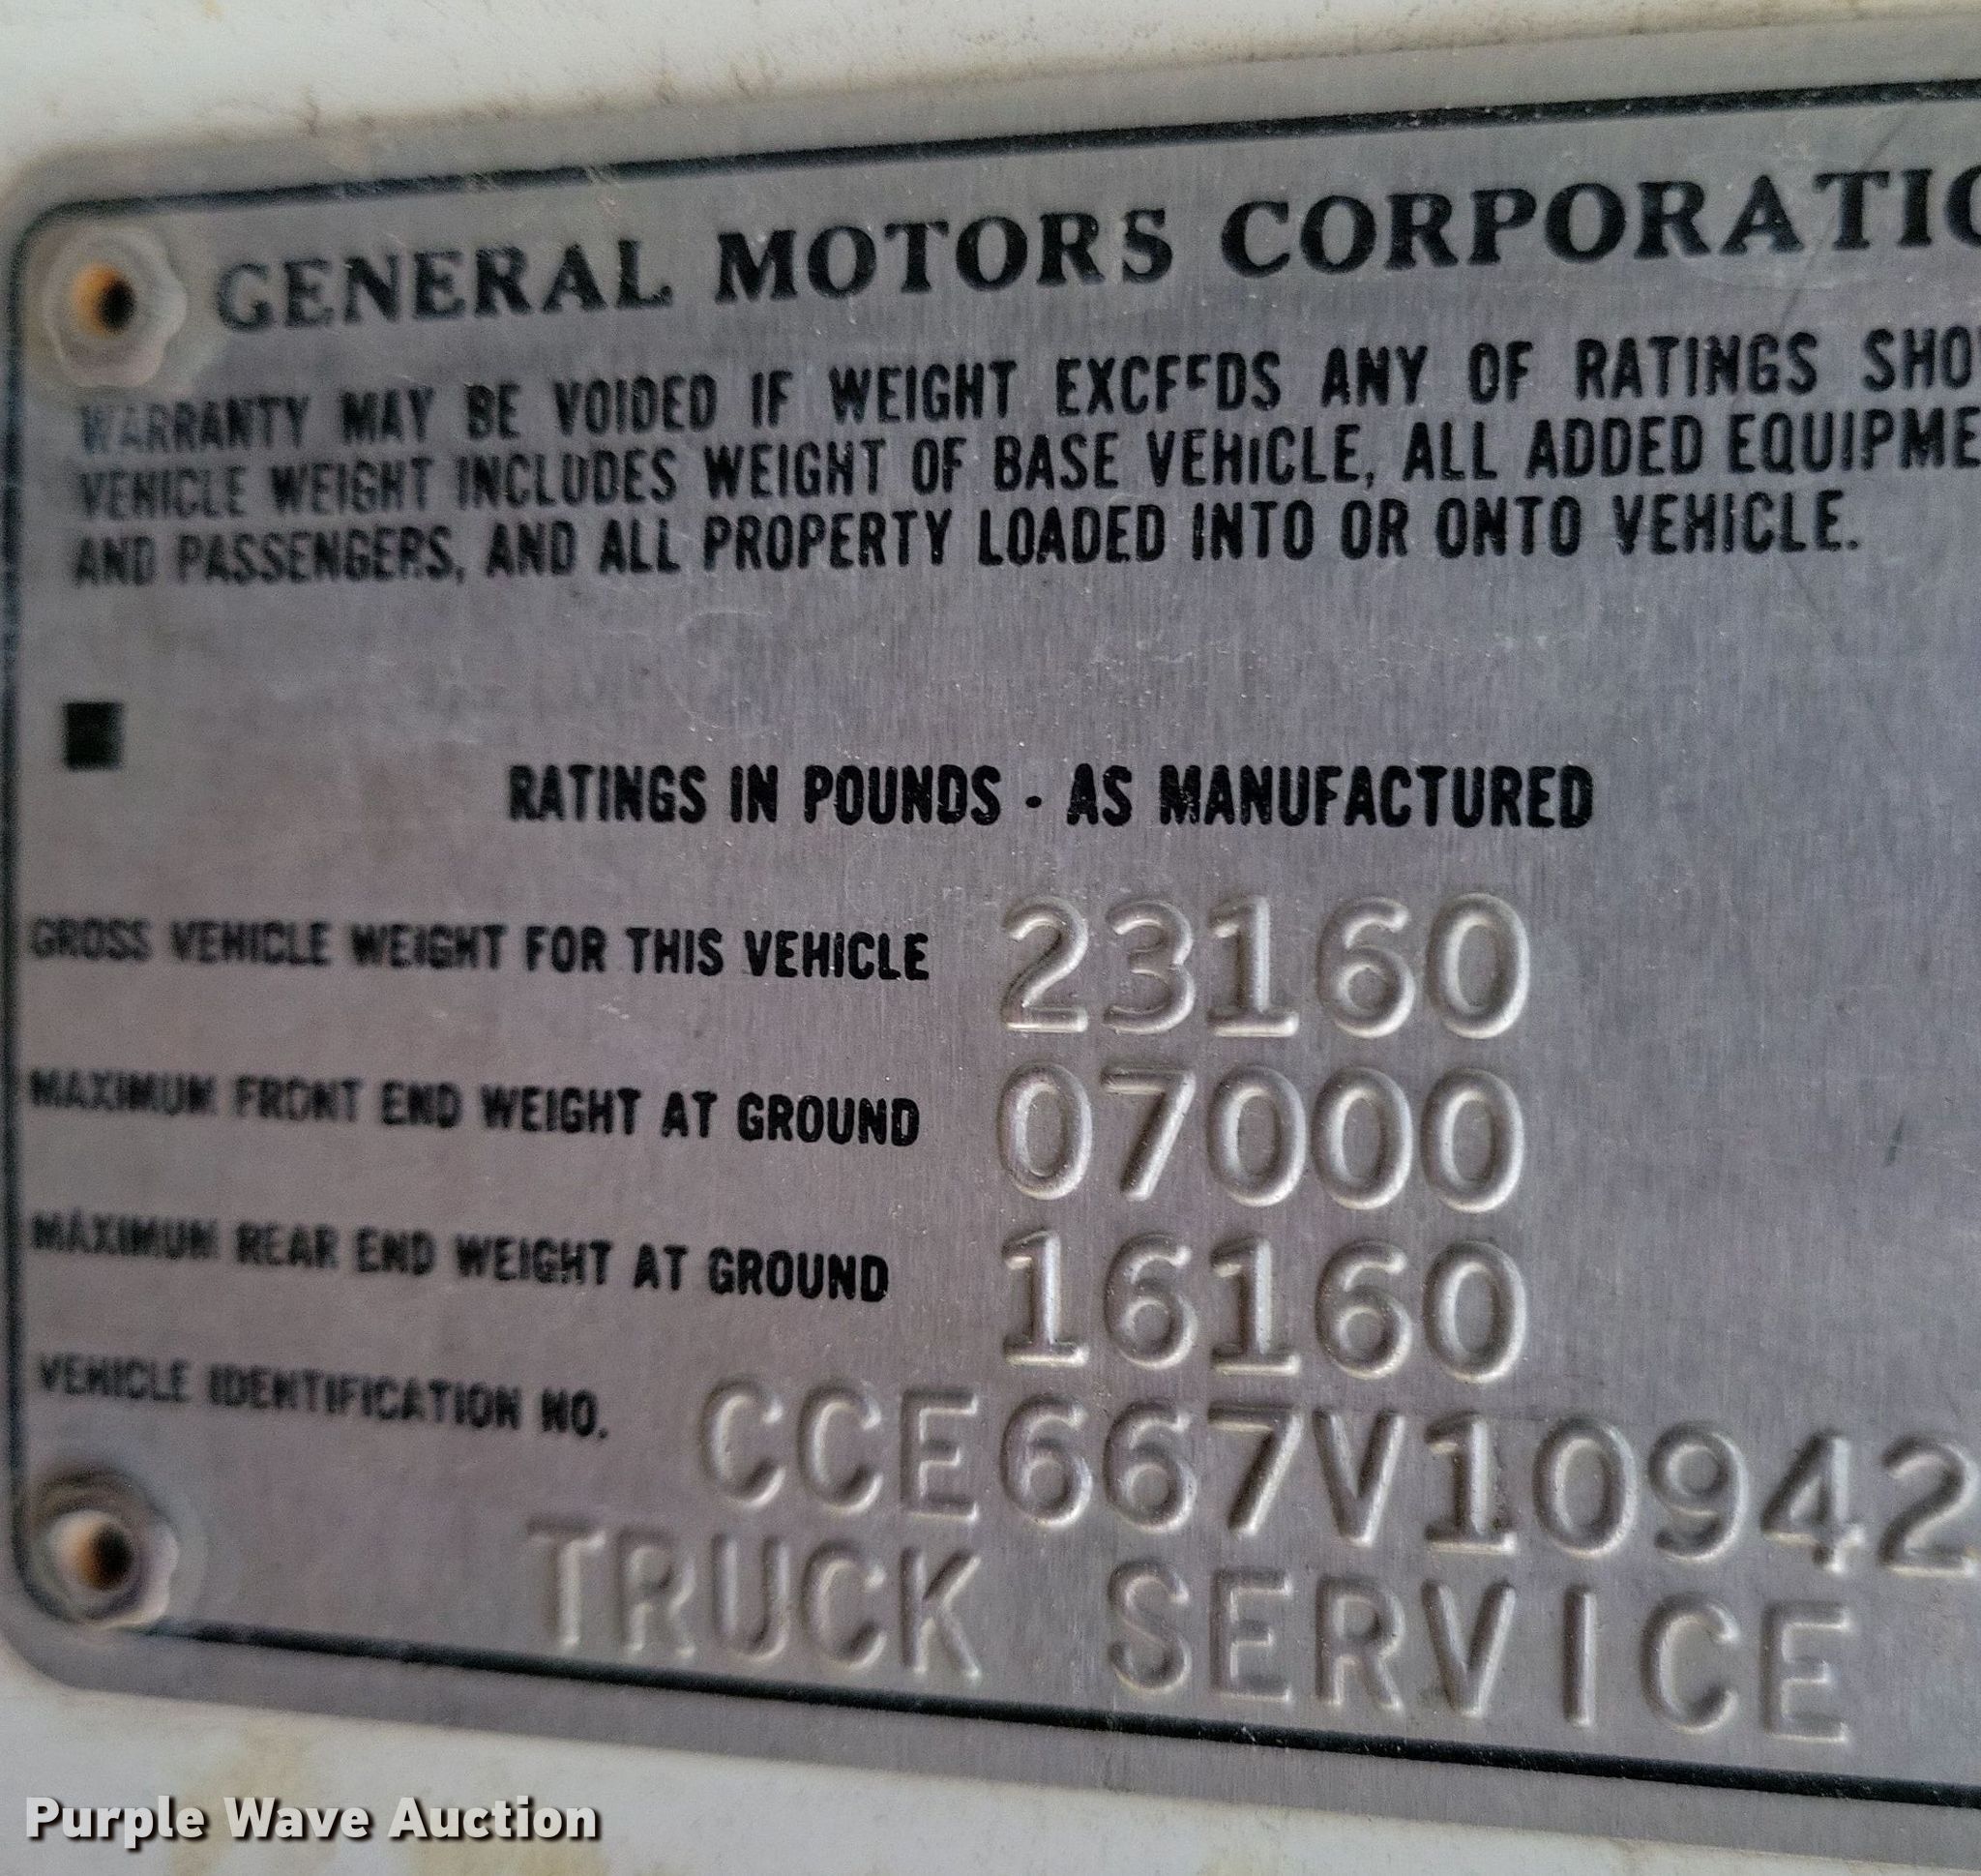 GENERAL MOTORS CORPORATIO
WARRANTY MAY BE VOIDED IF WEIGHT EXCEEDS ANY OF RATINGS SHO
VEHICLE WEIGHT INCLUDES WEIGHT OF BASE VEHICLE, ALL ADDED EQUIPME
AND PASSENGERS, AND ALL PROPERTY LOADED INTO OR ONTO VEHICLE.
RATINGS IN POUNDS - AS MANUFACTURED
GROSS VEHICLE WEIGHT FOR THIS VEHICLE 23160
MAXIMUM FRONT END WEIGHT AT GROUND 07000
MAXIMUM REAR END WEIGHT AT GROUND 16160
VEHICLE IDENTIFICATION NO. CCE667V10942
TRUCK SERVICE
Purple Wave Auction